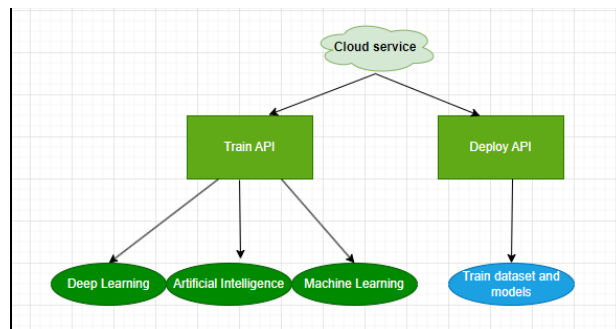 Cloud service
Train API
Deploy API
Deep Learning
Artificial Intelligence
Machine Learning
Train dataset and
models